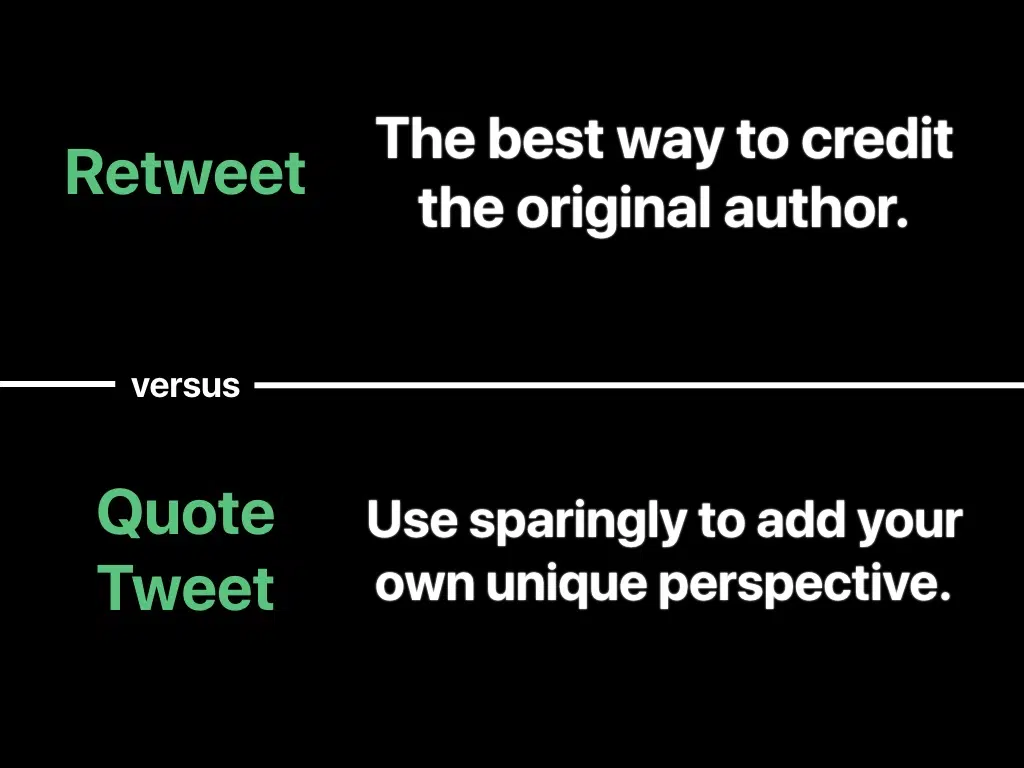 Retweet
The best way to credit
the original author.
versus
Quote
Tweet
Use sparingly to add your
own unique perspective.